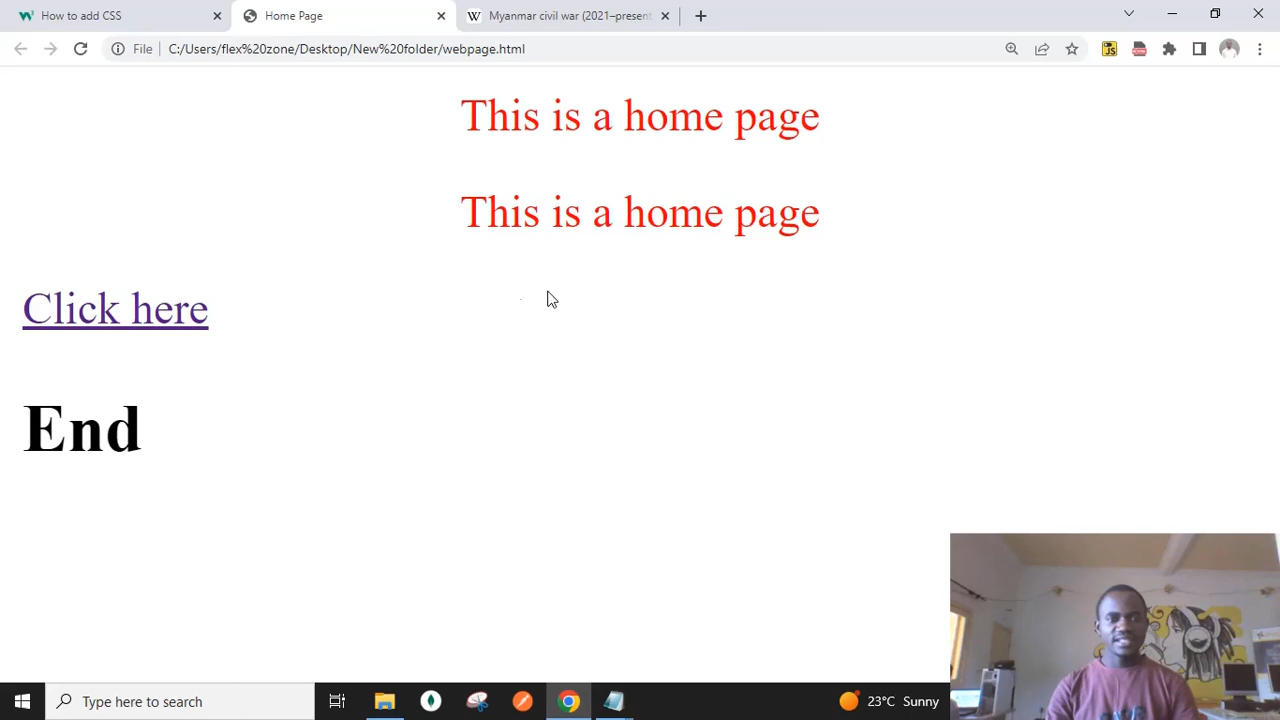 How to add CSS
Home Page
W Myanmar civil war (2021–present
File C:/Users/flex%20zone/Desktop/New%20folder/webpage.html
JS
This is a home page
This is a home page
Click here
End
Type here to search
23°C Sunny